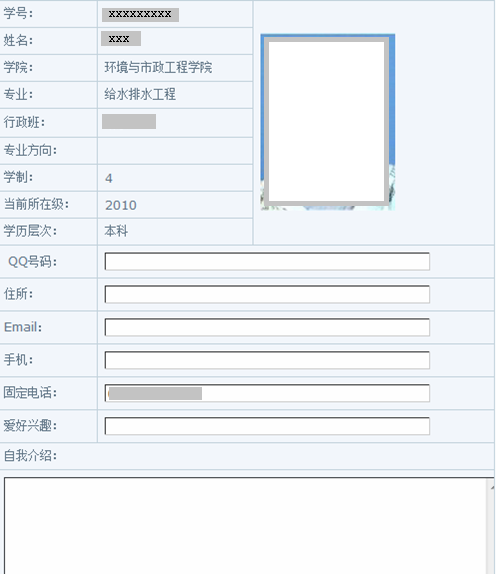 学号: xxxxxxxxx
姓名: xxx
学院: 环境与市政工程学院
专业: 给水排水工程
行政班:
专业方向:
学制: 4
当前所在级: 2010
学历层次: 本科
QQ号码:
住所:
Email:
手机:
固定电话:
爱好兴趣:
自我介绍: